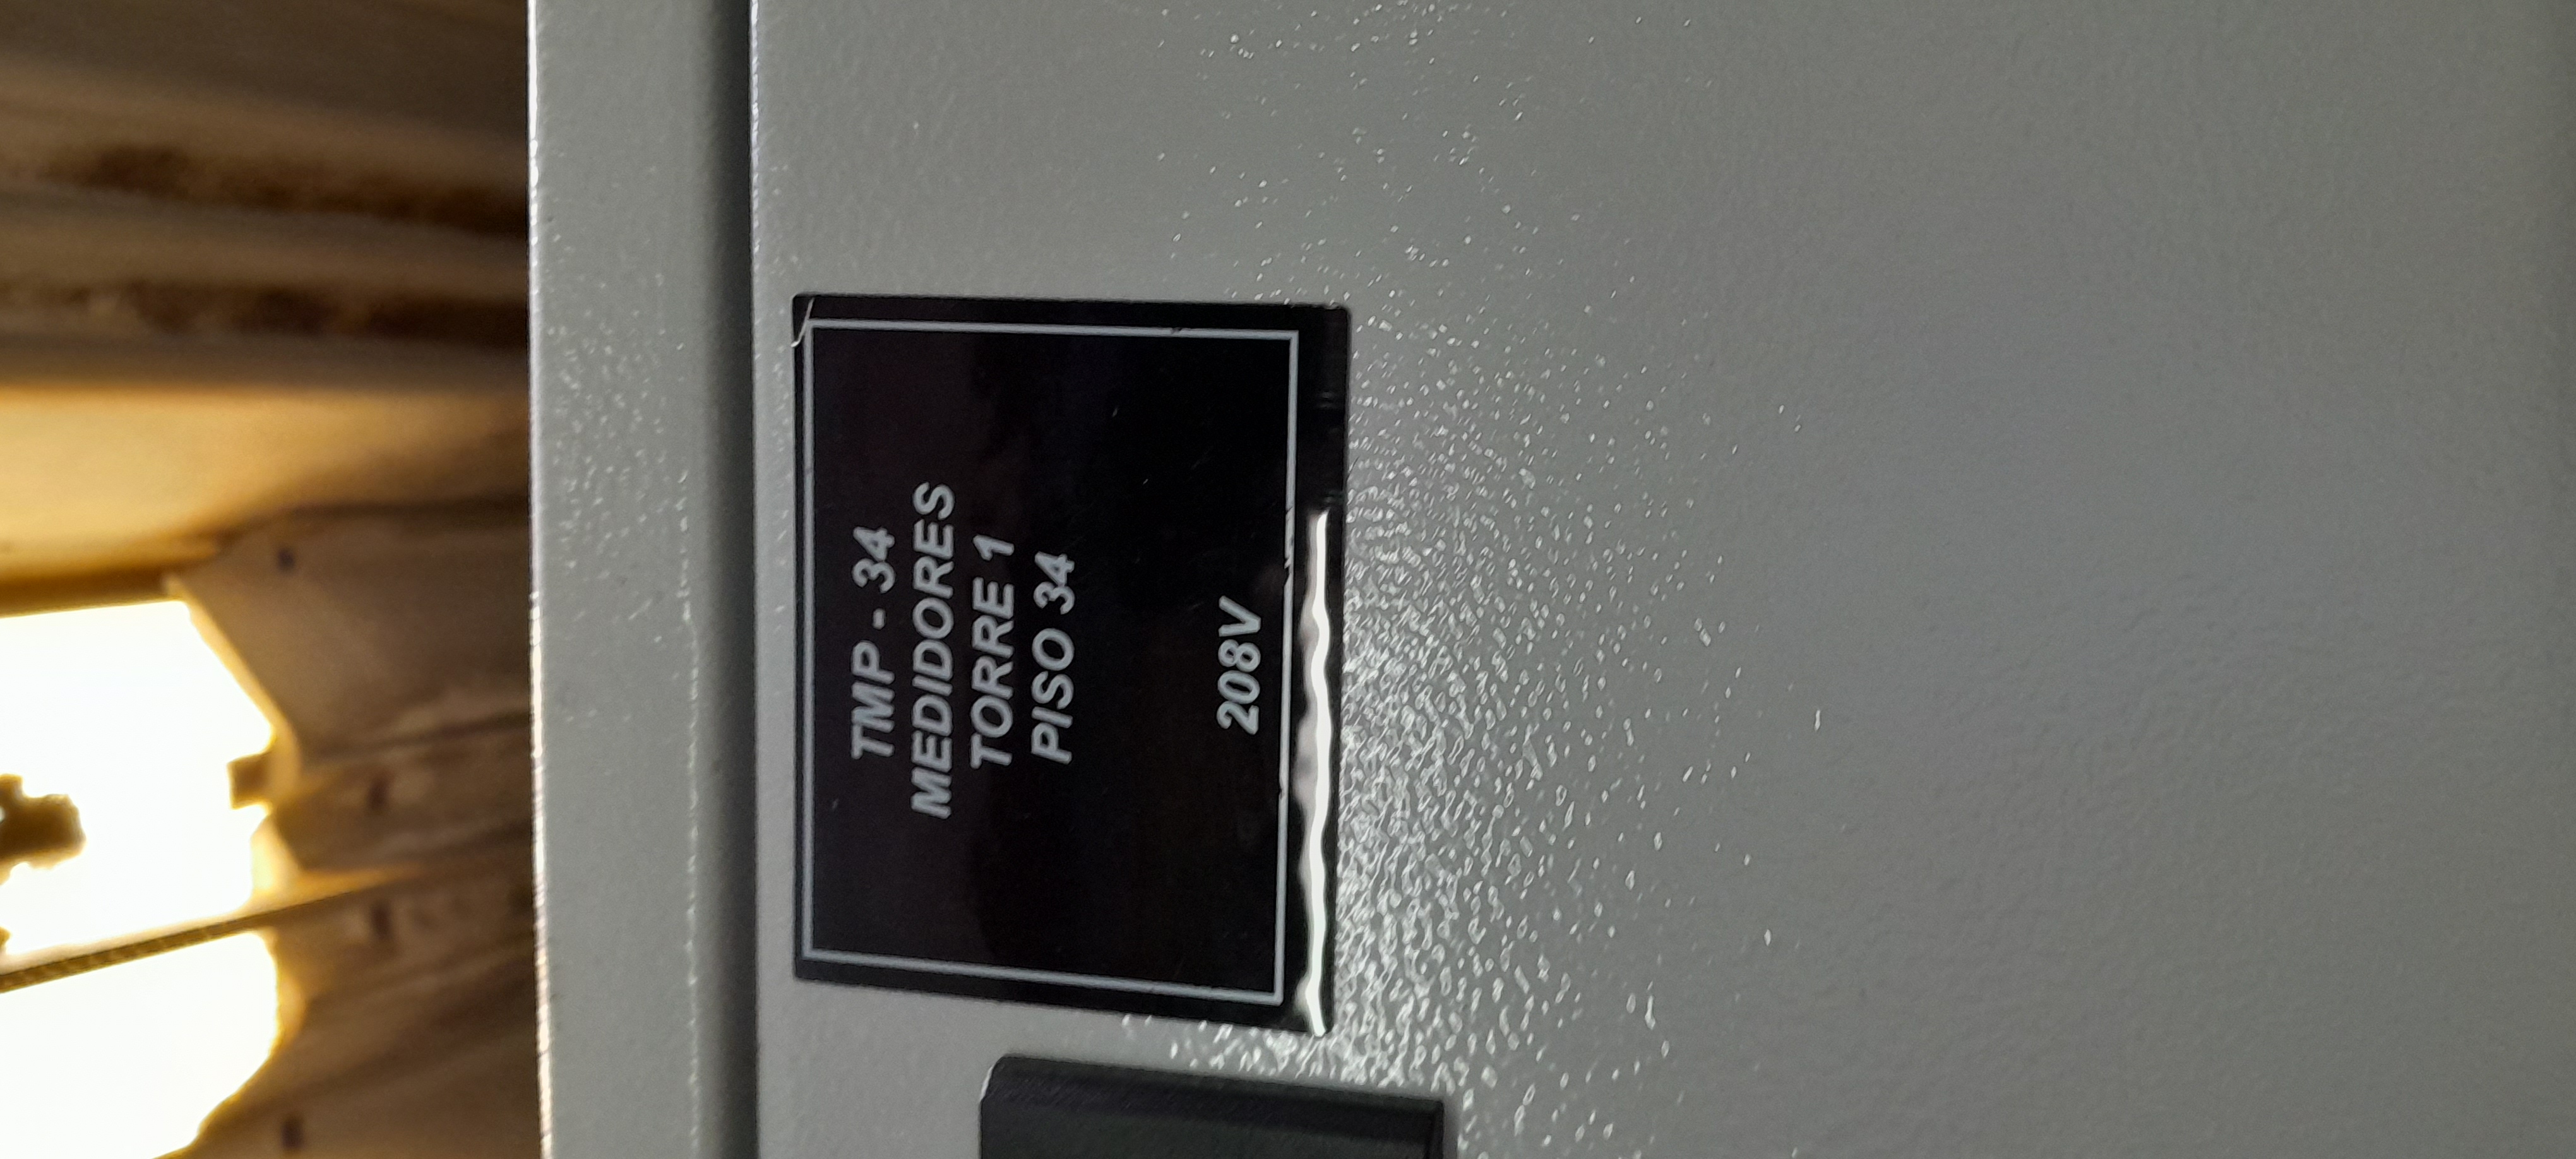 TMP - 34
MEDIDORES
TORRE 1
PISO 34
208V